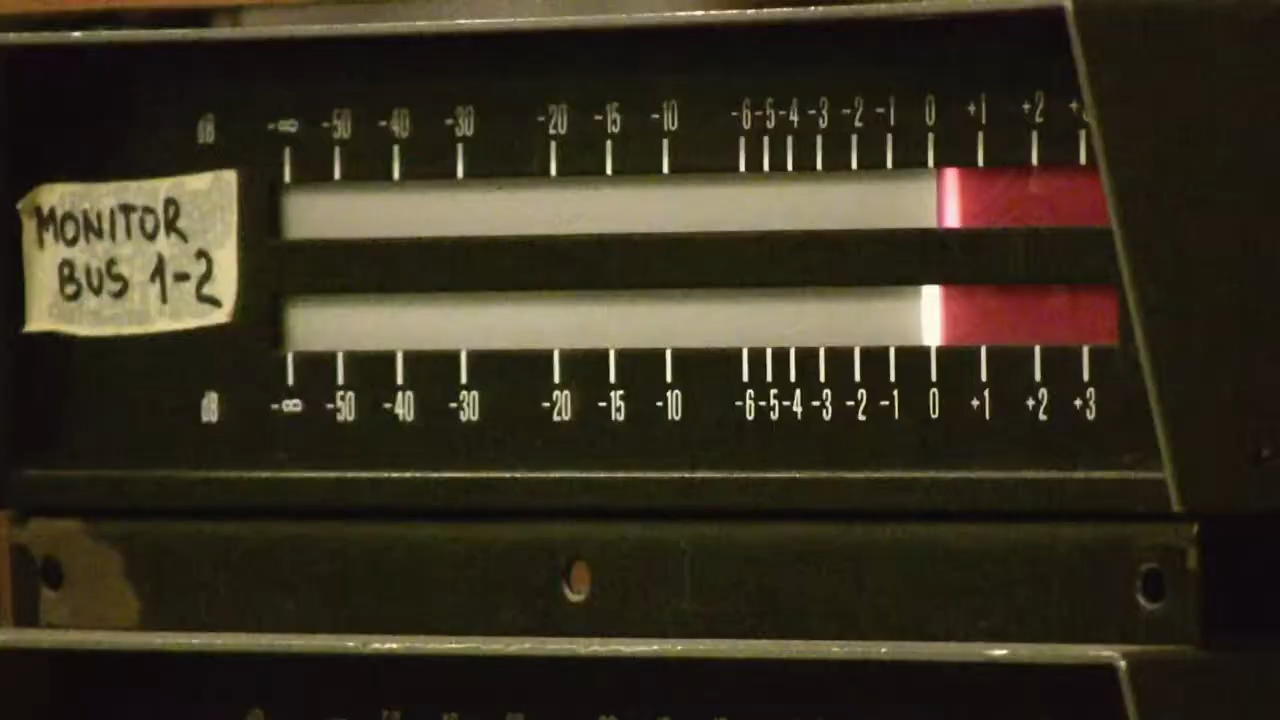 dB -∞ -50 -40 -30 -20 -15 -10 -6 -5 -4 -3 -2 -1 0 +1 +2
MONITOR
BUS 1-2
dB -∞ -50 -40 -30 -20 -15 -10 -6 -5 -4 -3 -2 -1 0 +1 +2 +3